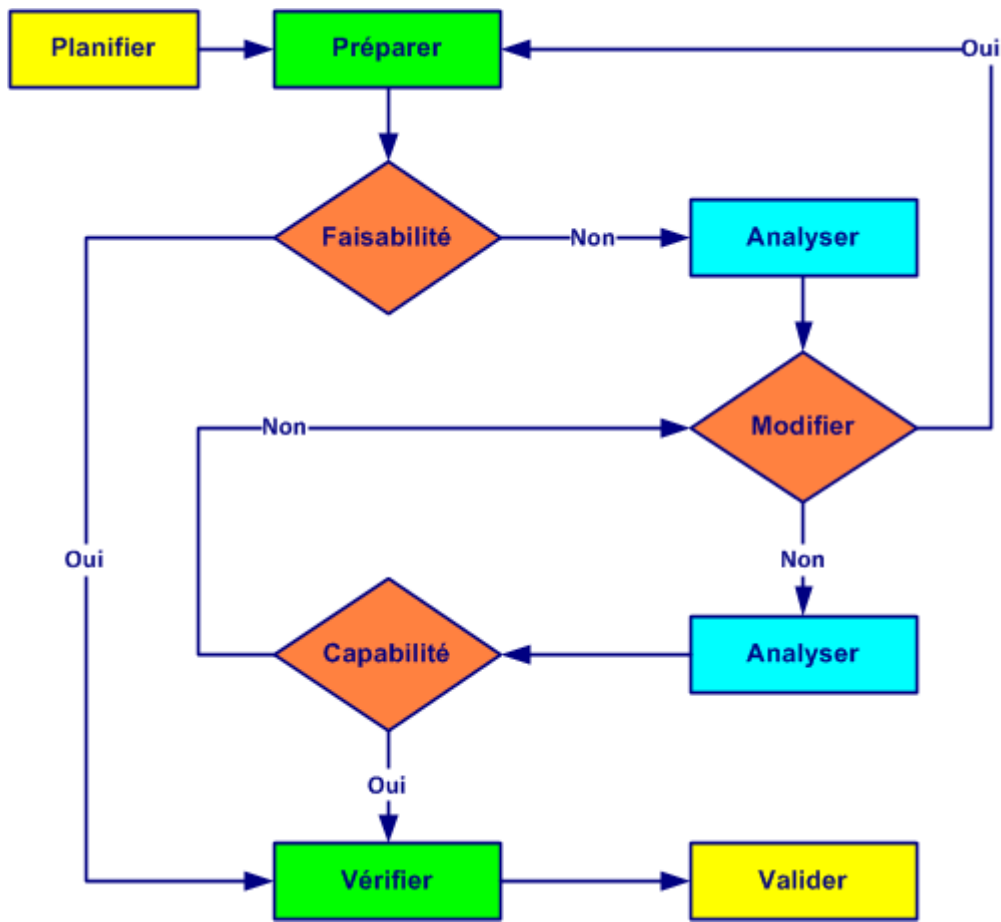 Planifier
Préparer
Oui
Faisabilité
Non
Analyser
Non
Modifier
Oui
Non
Capabilité
Analyser
Oui
Vérifier
Valider